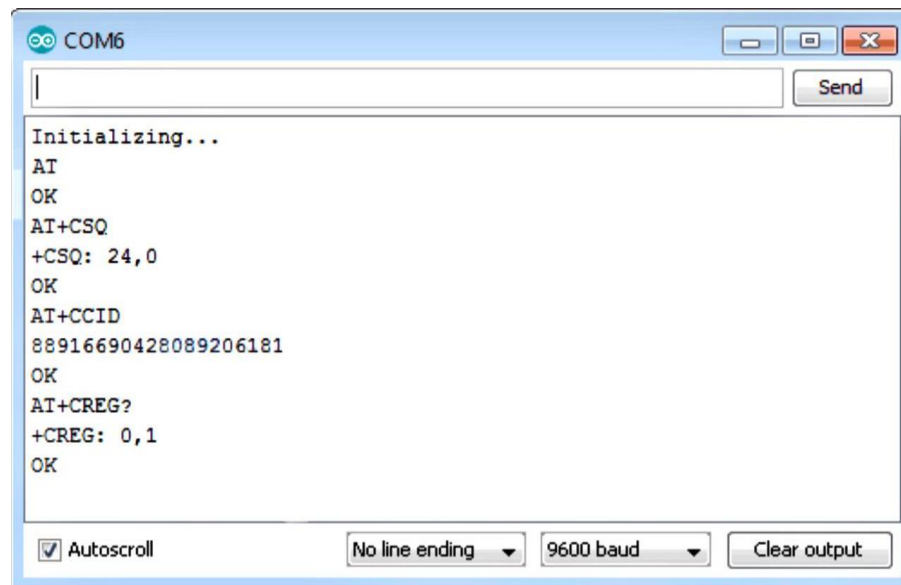 COM6
Send
Initializing...
AT
OK
AT+CSQ
+CSQ: 24,0
OK
AT+CCID
88916690428089206181
OK
AT+CREG?
+CREG: 0,1
OK
Autoscroll
No line ending
9600 baud
Clear output